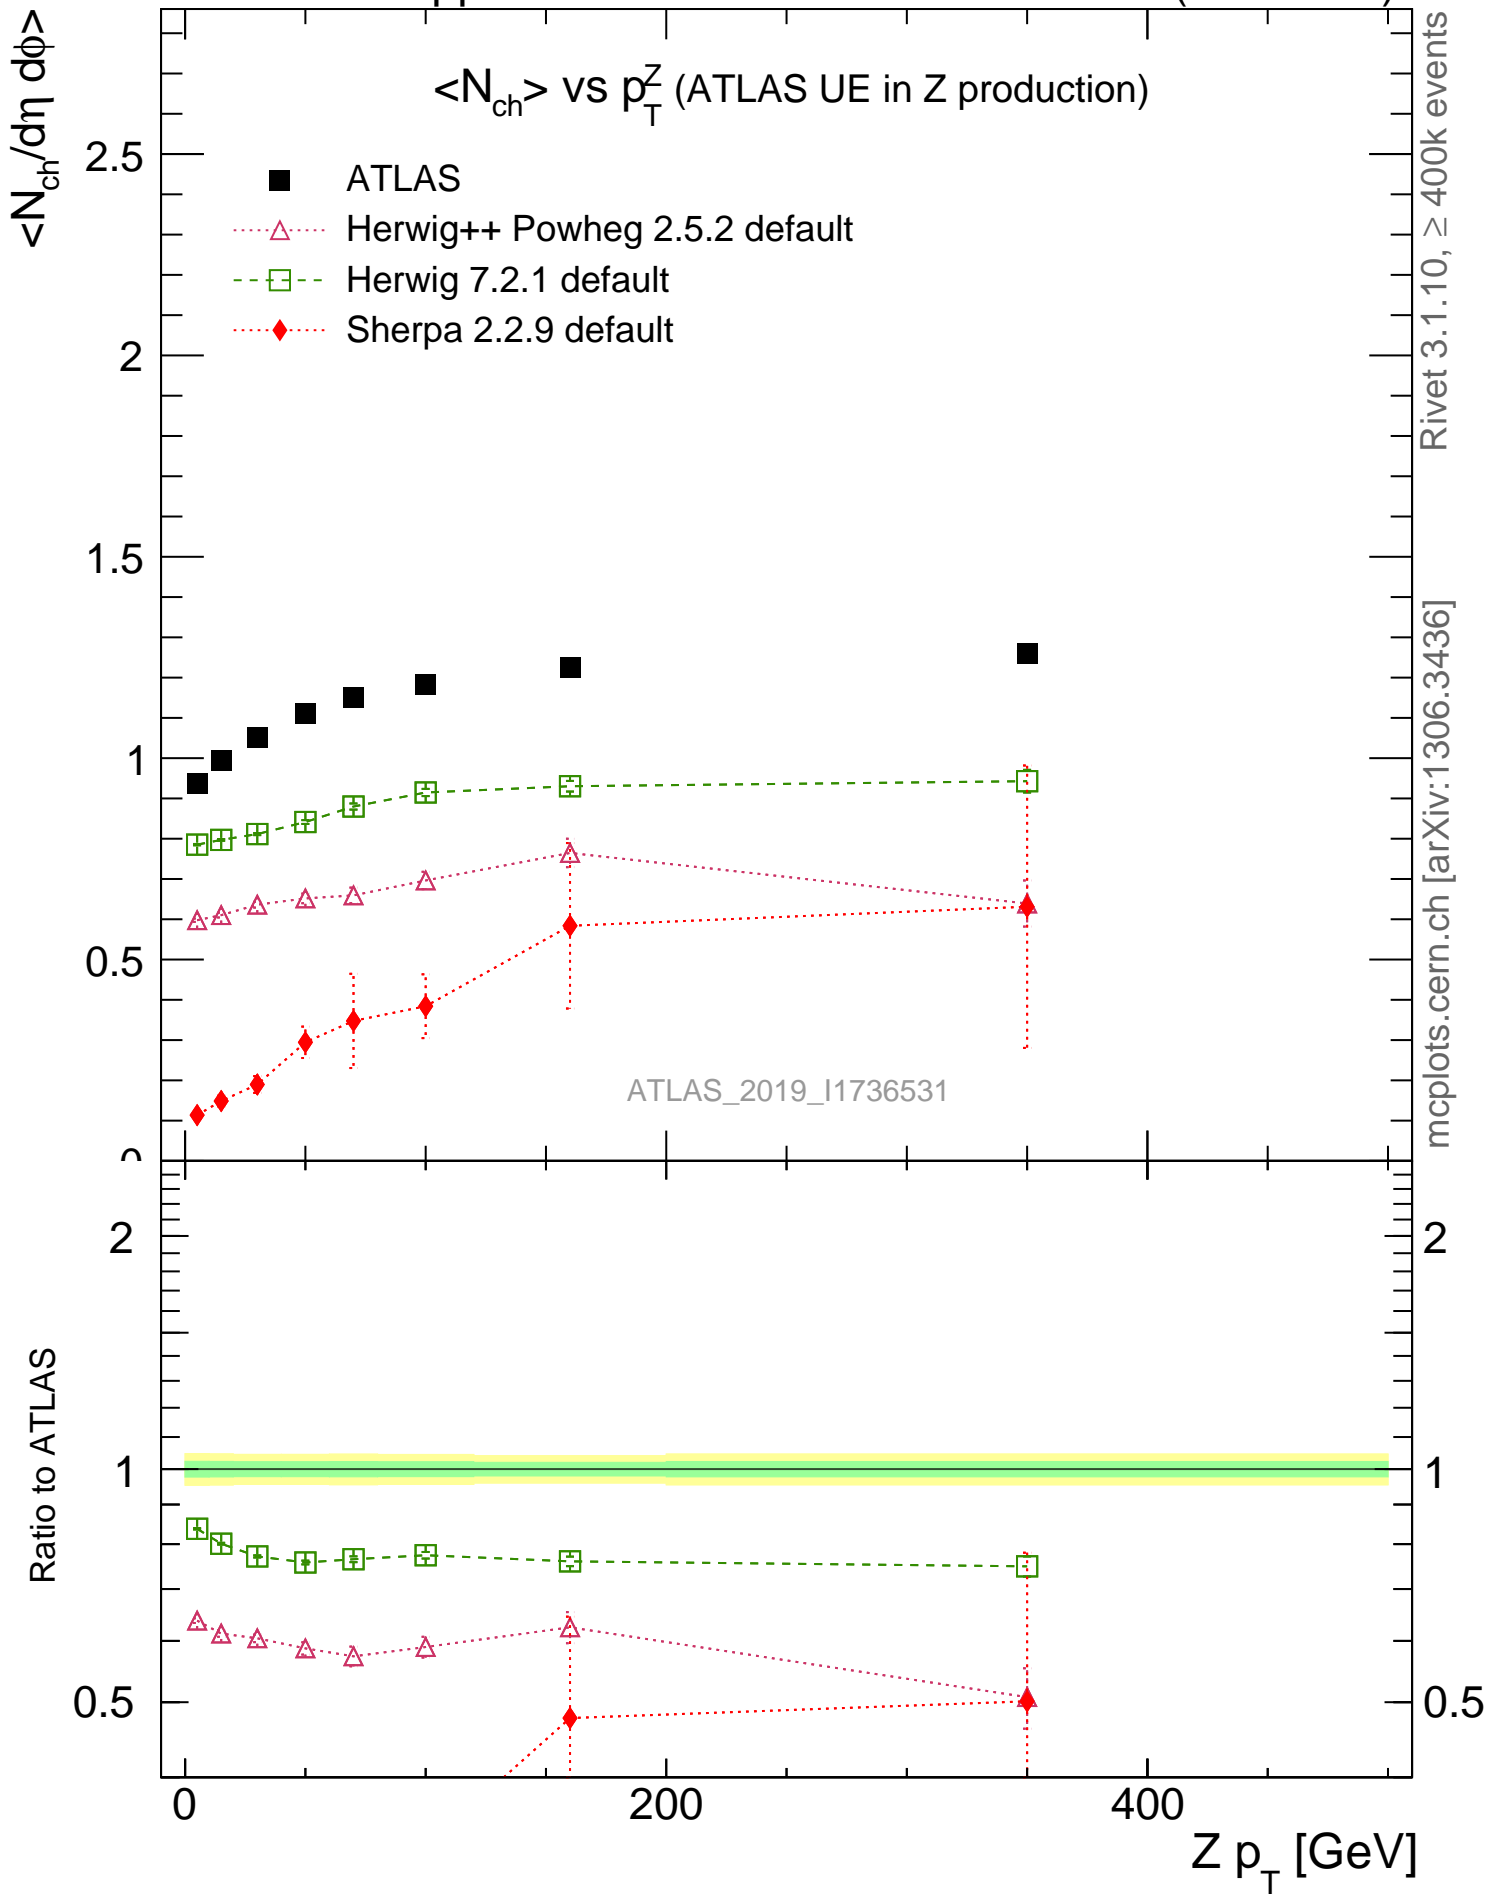 pp
<N_ch/dη dϕ>
<N_ch> vs p_T^Z (ATLAS UE in Z production)
ATLAS
Herwig++ Powheg 2.5.2 default
Herwig 7.2.1 default
Sherpa 2.2.9 default
2.5
2
1.5
1
0.5
0
ATLAS_2019_I1736531
Rivet 3.1.10, ≥ 400k events
mcplots.cern.ch [arXiv:1306.3436]
Ratio to ATLAS
2
1
0.5
2
1
0.5
0
200
400
Z p_T [GeV]